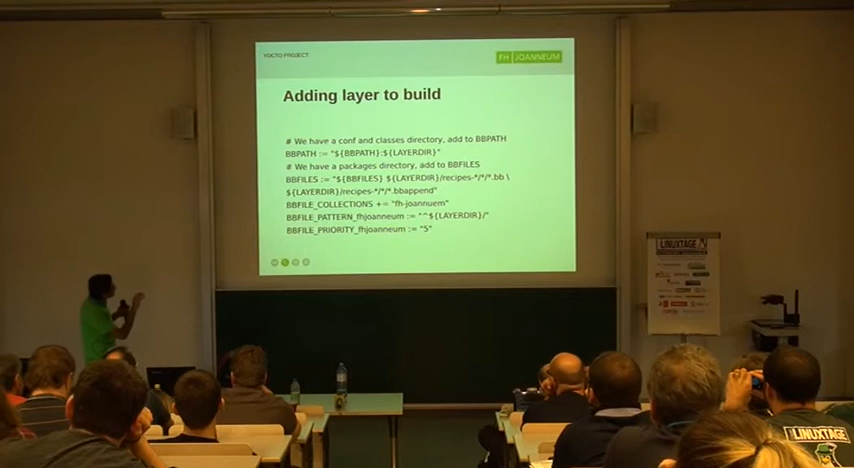 YOCTO PROJECT
FH JOANNEUM
Adding layer to build
# We have a conf and classes directory, add to BBPATH
BBPATH := "${BBPATH}:${LAYERDIR}"
# We have a packages directory, add to BBFILES
BBFILES := "${BBFILES} ${LAYERDIR}/recipes-*/*/*.bb \
${LAYERDIR}/recipes-*/*/*.bbappend"
BBFILE_COLLECTIONS += "fh-joannuem"
BBFILE_PATTERN_fhjoanneum := "^${LAYERDIR}/"
BBFILE_PRIORITY_fhjoanneum := "5"
LINUXTAGE
LINUXTAGE